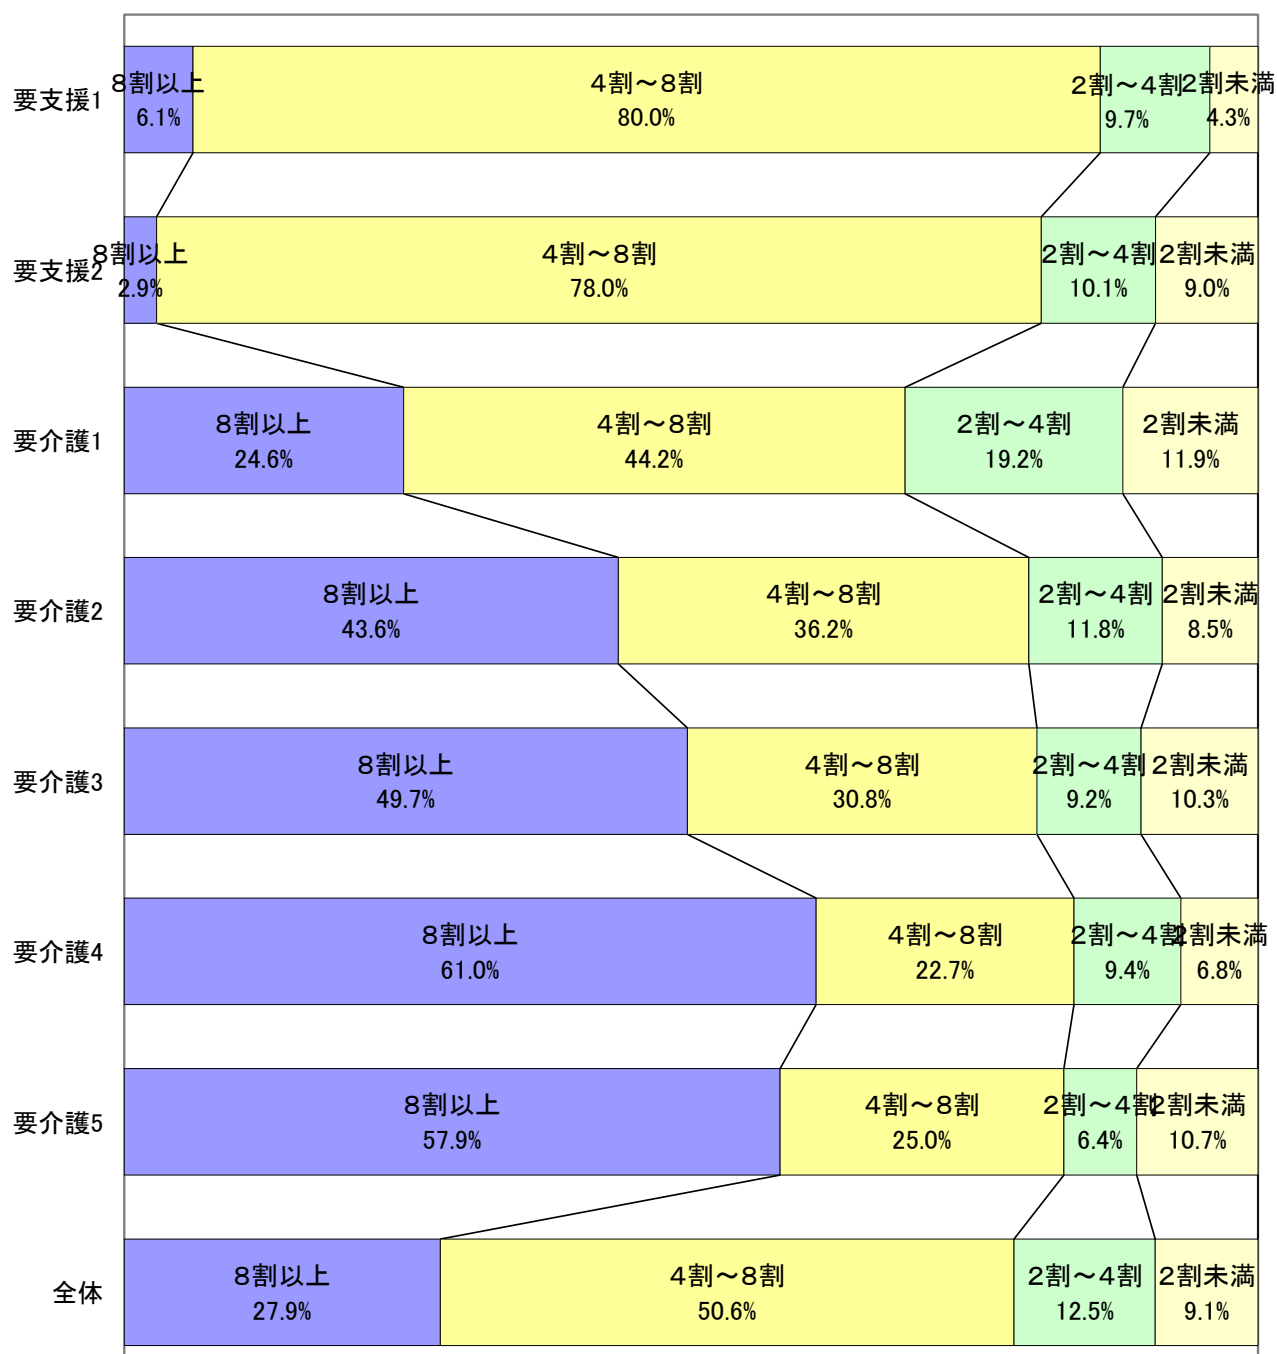 要支援1
８割以上
6.1%
４割～８割
80.0%
２割～４割
9.7%
２割未満
4.3%
要支援2
８割以上
2.9%
４割～８割
78.0%
２割～４割
10.1%
２割未満
9.0%
要介護1
８割以上
24.6%
４割～８割
44.2%
２割～４割
19.2%
２割未満
11.9%
要介護2
８割以上
43.6%
４割～８割
36.2%
２割～４割
11.8%
２割未満
8.5%
要介護3
８割以上
49.7%
４割～８割
30.8%
２割～４割
9.2%
２割未満
10.3%
要介護4
８割以上
61.0%
４割～８割
22.7%
２割～４割
9.4%
２割未満
6.8%
要介護5
８割以上
57.9%
４割～８割
25.0%
２割～４割
6.4%
２割未満
10.7%
全体
８割以上
27.9%
４割～８割
50.6%
２割～４割
12.5%
２割未満
9.1%